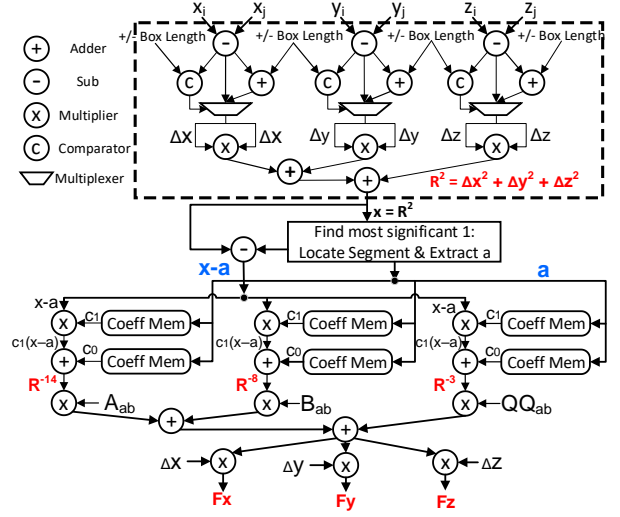 xᵢ xⱼ yᵢ yⱼ zᵢ zⱼ
+ Adder
− Sub
X Multiplier
C Comparator
Multiplexer
+/- Box Length +/- Box Length +/- Box Length +/- Box Length
− − −
C + C + C +
Δx Δx Δy Δy Δz Δz
x x x
+ +
R² = Δx² + Δy² + Δz²
x = R²
Find most significant 1:
Locate Segment & Extract a
−
x-a a
x-a x-a
x c₁ Coeff Mem x c₁ Coeff Mem x c₁ Coeff Mem
c₁(x−a) c₁(x−a) c₁(x−a)
+ c₀ Coeff Mem + c₀ Coeff Mem + c₀ Coeff Mem
R⁻¹⁴ R⁻⁸ R⁻³
x A_ab x B_ab x QQ_ab
+ +
Δx x Δy x x Δz
Fx Fy Fz